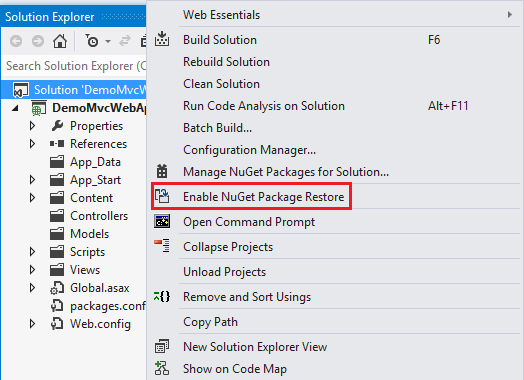 Solution Explorer
Search Solution Explorer (C
Solution 'DemoMvcW
DemoMvcWebAp
Properties
References
App_Data
App_Start
Content
Controllers
Models
Scripts
Views
Global.asax
packages.conf
Web.config
Web Essentials
Build Solution F6
Rebuild Solution
Clean Solution
Run Code Analysis on Solution Alt+F11
Batch Build...
Configuration Manager...
Manage NuGet Packages for Solution...
Enable NuGet Package Restore
Open Command Prompt
Collapse Projects
Unload Projects
Remove and Sort Usings
Copy Path
New Solution Explorer View
Show on Code Map